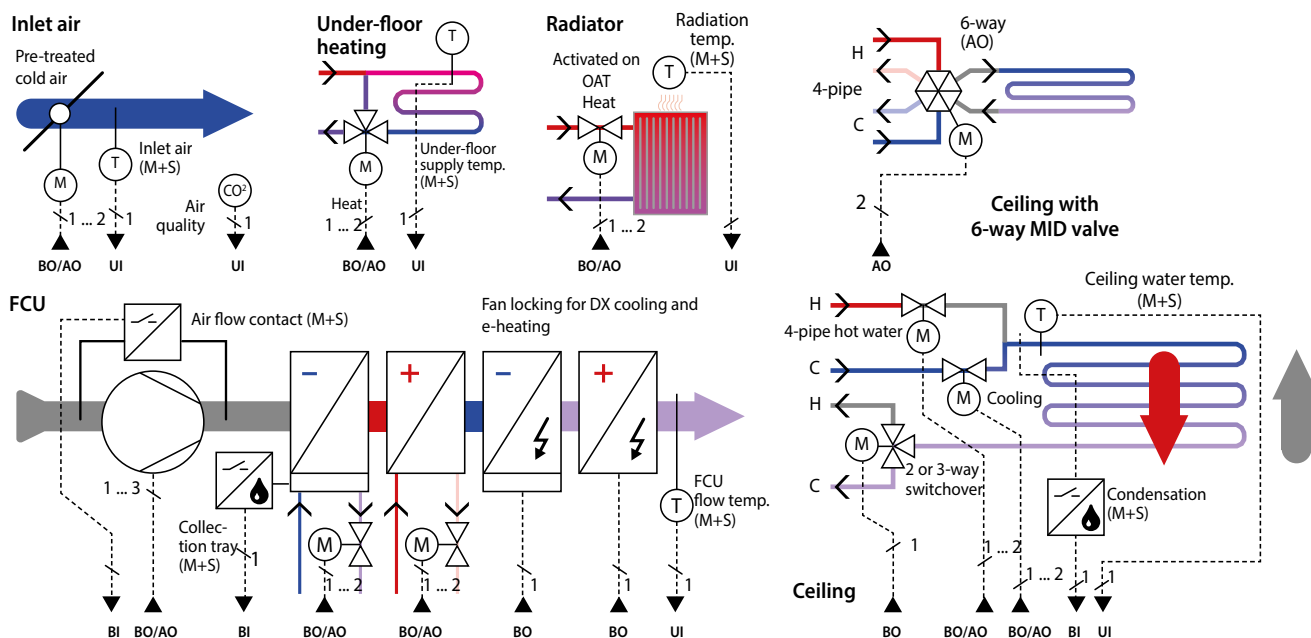 Inlet air
Pre-treated
cold air
M
T
Inlet air
(M+S)
CO²
Air
quality
1 ... 2
1
1
BO/AO
UI
UI
Under-floor
heating
T
M
Under-floor
supply temp.
(M+S)
Heat
1 ... 2
1
BO/AO
UI
Radiator
Radiation
temp.
(M+S)
Activated on
OAT
Heat
T
M
1 ... 2
BO/AO
UI
6-way
(AO)
H
4-pipe
C
M
2
AO
Ceiling with
6-way MID valve
FCU
Air flow contact (M+S)
Fan locking for DX cooling and
e-heating
−
+
−
+
1 ... 3
Collec-
tion tray
(M+S)
1
M
1 ... 2
M
1 ... 2
1
1
T
FCU
flow temp.
(M+S)
1
BI
BO/AO
BI
BO/AO
BO/AO
BO
BO
UI
Ceiling water temp.
(M+S)
H
4-pipe hot water
M
T
C
M
Cooling
H
M
2 or 3-way
switchover
C
Condensation
(M+S)
1
1 ... 2
1 ... 2
1
1
Ceiling
BO
BO/AO
BO/AO
BI
UI